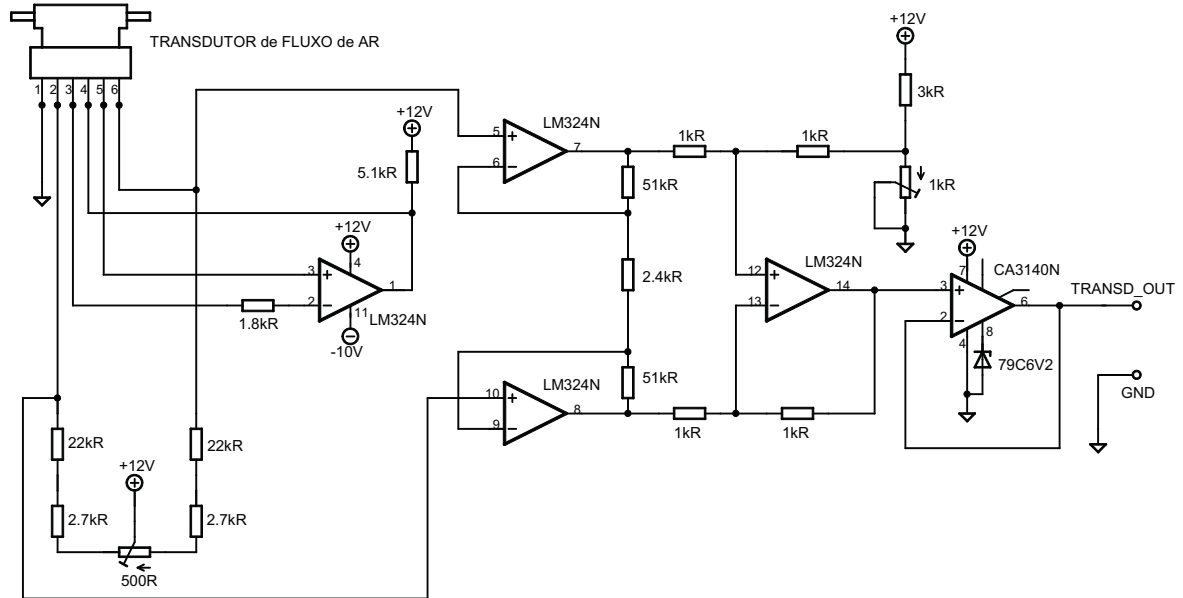 TRANSDUTOR de FLUXO de AR
1 2 3 4 5 6
+12V
5.1kR
+12V
4
3
2
1
11
LM324N
-10V
1.8kR
LM324N
5
6
7
51kR
2.4kR
51kR
LM324N
10
9
8
1kR
1kR
+12V
3kR
1kR
LM324N
12
13
14
1kR
1kR
+12V
7
CA3140N
3
2
6
4
8
79C6V2
TRANSD_OUT
GND
22kR
22kR
+12V
2.7kR
2.7kR
500R